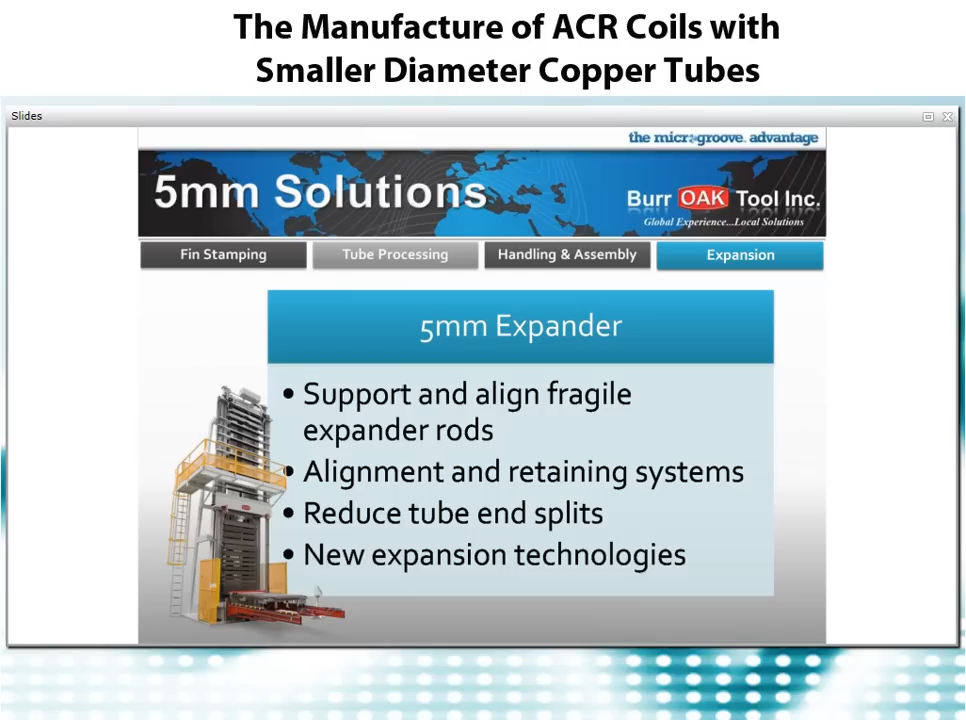 The Manufacture of ACR Coils with
Smaller Diameter Copper Tubes
Slides
the microgroove advantage
5mm Solutions
Burr OAK Tool Inc.
Global Experience...Local Solutions
Fin Stamping
Tube Processing
Handling & Assembly
Expansion
5mm Expander
• Support and align fragile
expander rods
• Alignment and retaining systems
• Reduce tube end splits
• New expansion technologies